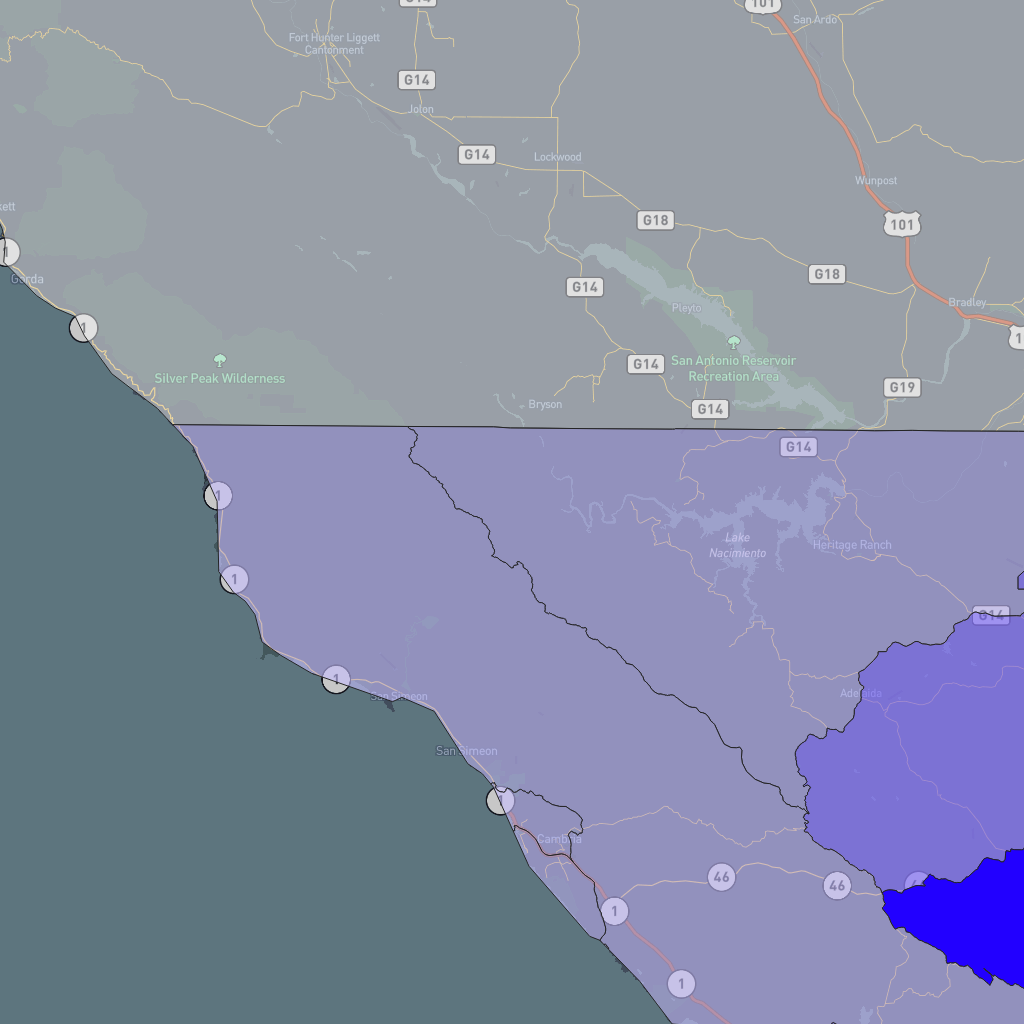 G14
101
San Ardo
Fort Hunter Liggett
Cantonment
G14
Jolon
G14
Lockwood
Wunpost
kett
G18
101
1
Gorda
G18
G14
Pleyto
Bradley
1
San Antonio Reservoir
Recreation Area
Silver Peak Wilderness
G14
G19
Bryson
G14
G14
1
Lake
Nacimiento
Heritage Ranch
1
G14
1
San Simeon
Adelaida
San Simeon
1
Cambria
46
46
1
1